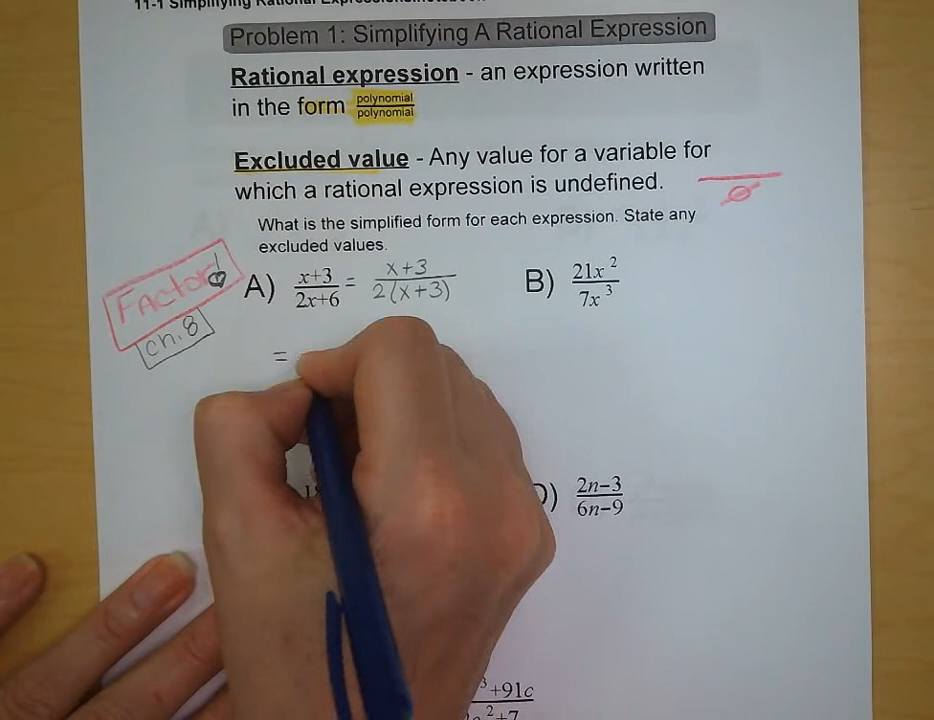 11-1 Simplifying Rational
Problem 1: Simplifying A Rational Expression
Rational expression - an expression written
in the form polynomial/polynomial
Excluded value - Any value for a variable for
which a rational expression is undefined.
What is the simplified form for each expression. State any
excluded values.
Factor!
ch. 8
A) x+3/2x+6 = x+3/2(x+3)
B) 21x²/7x³
=
D) 2n−3/6n−9
³+91c
²+7